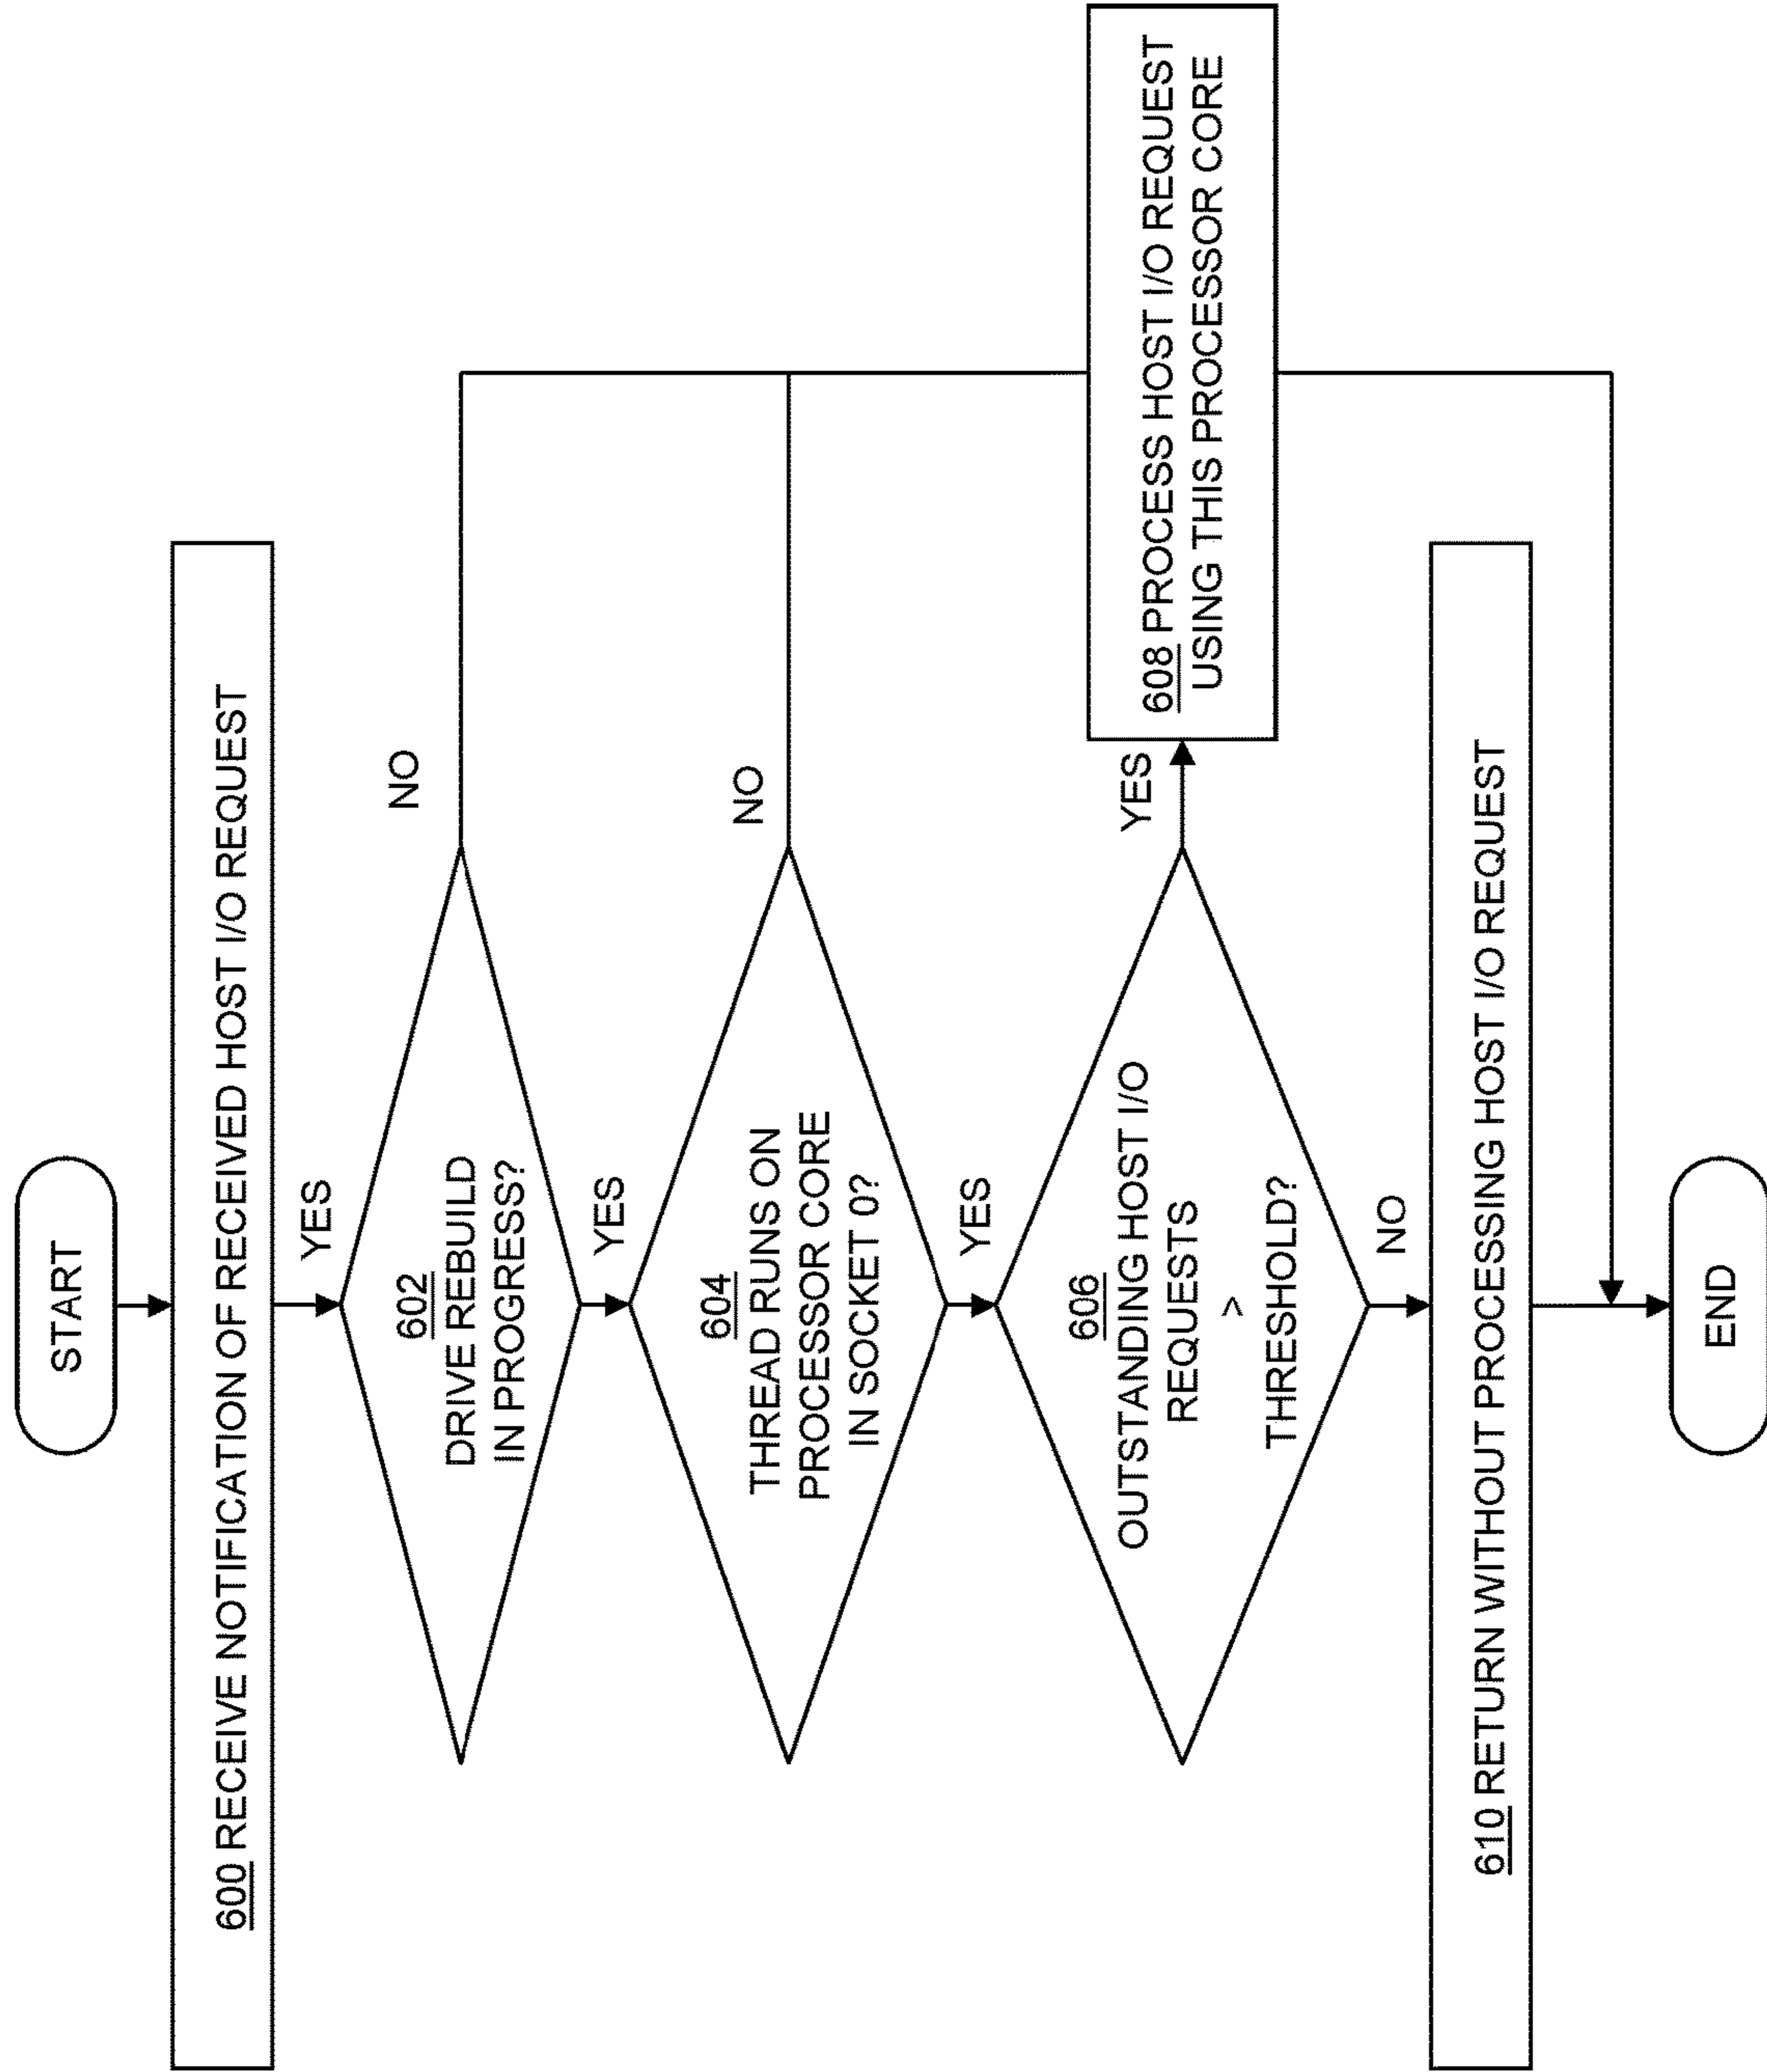 START
600 RECEIVE NOTIFICATION OF RECEIVED HOST I/O REQUEST
YES
602
DRIVE REBUILD
IN PROGRESS?
NO
YES
604
THREAD RUNS ON
PROCESSOR CORE
IN SOCKET 0?
NO
YES
606
OUTSTANDING HOST I/O
REQUESTS
>
THRESHOLD?
YES
608 PROCESS HOST I/O REQUEST
USING THIS PROCESSOR CORE
NO
610 RETURN WITHOUT PROCESSING HOST I/O REQUEST
END